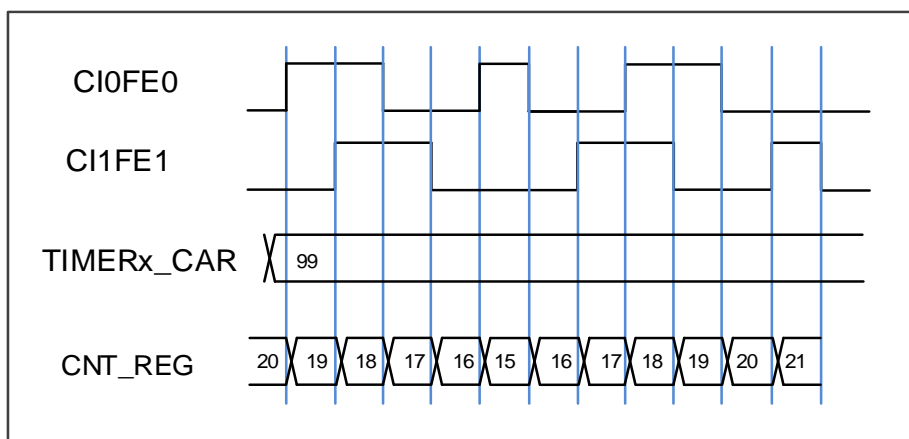 CI0FE0
CI1FE1
TIMERx_CAR 99
CNT_REG 20 19 18 17 16 15 16 17 18 19 20 21